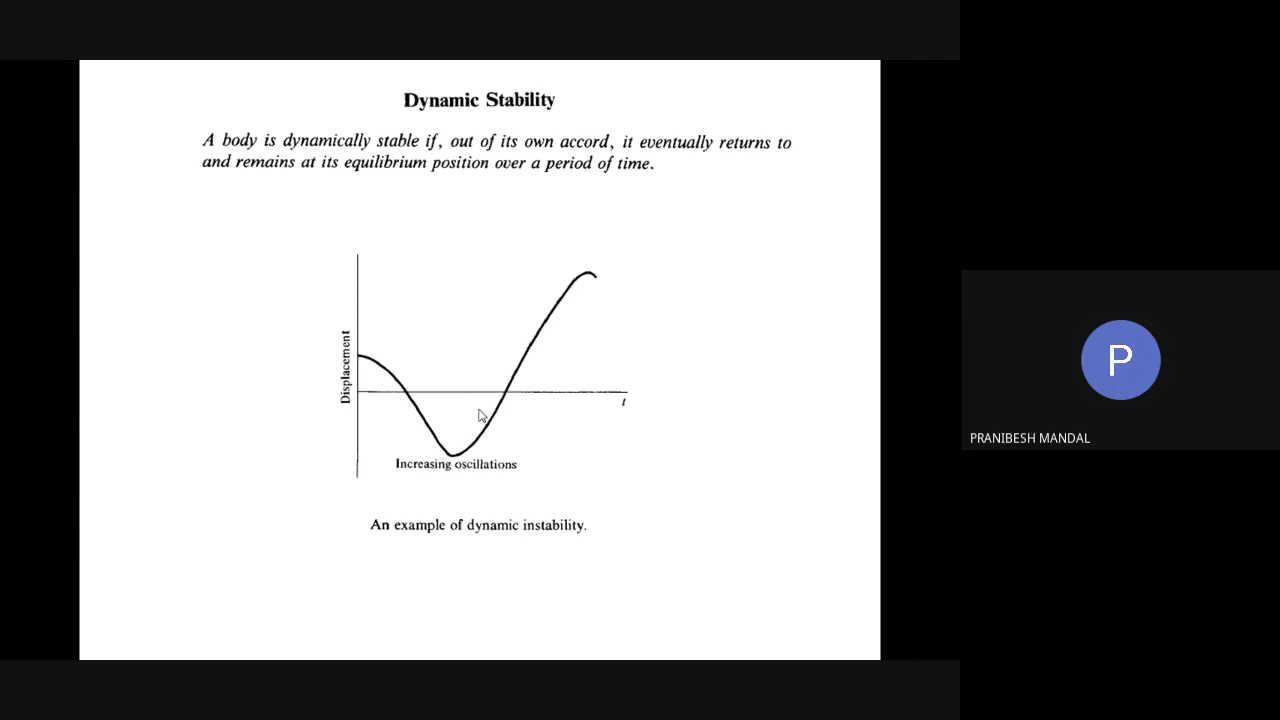 Dynamic Stability
A body is dynamically stable if, out of its own accord, it eventually returns to
and remains at its equilibrium position over a period of time.
Displacement
t
Increasing oscillations
An example of dynamic instability.
P
PRANIBESH MANDAL